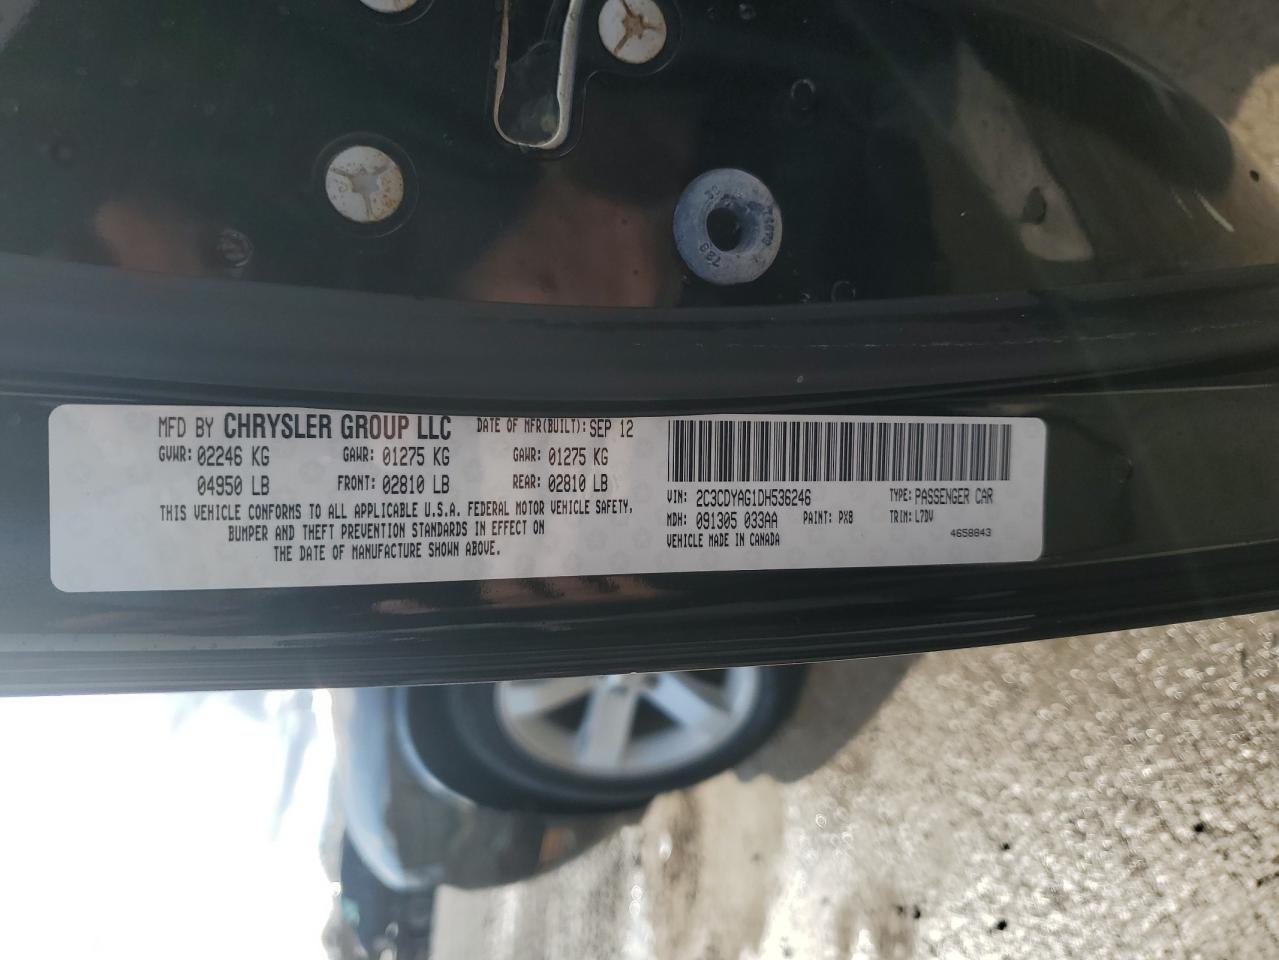 MFD BY CHRYSLER GROUP LLC DATE OF MFR(BUILT): SEP 12
GVWR: 02246 KG GAWR: 01275 KG GAWR: 01275 KG
04950 LB FRONT: 02810 LB REAR: 02810 LB
THIS VEHICLE CONFORMS TO ALL APPLICABLE U.S.A. FEDERAL MOTOR VEHICLE SAFETY,
BUMPER AND THEFT PREVENTION STANDARDS IN EFFECT ON
THE DATE OF MANUFACTURE SHOWN ABOVE.
VIN: 2C3CDYAG1DH536246 TYPE: PASSENGER CAR
MDH: 091305 033AA PAINT: PX8 TRIM: L7DV
VEHICLE MADE IN CANADA 4658843